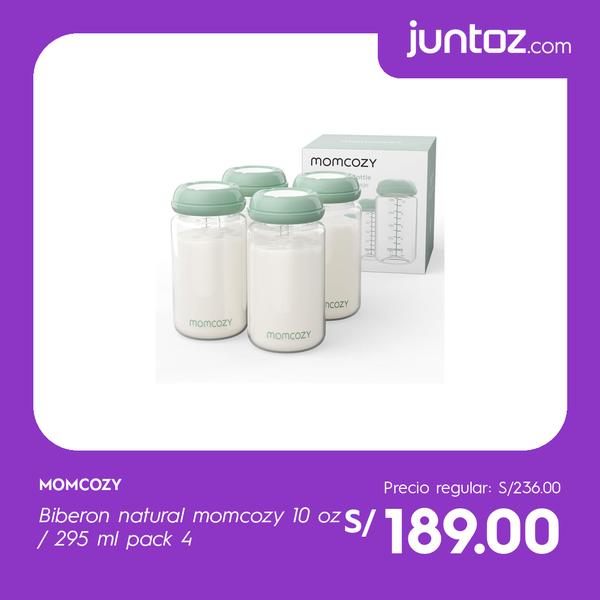 juntoz.com
momcozy
momcozy
momcozy
MOMCOZY
Precio regular: S/236.00
Biberon natural momcozy 10 oz
/ 295 ml pack 4
S/ 189.00